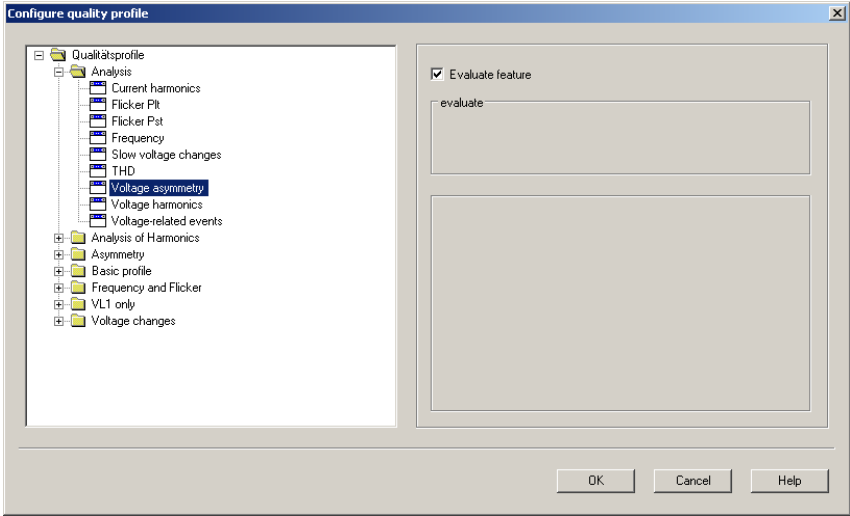 Configure quality profile
Qualitätsprofile
Analysis
Current harmonics
Flicker Plt
Flicker Pst
Frequency
Slow voltage changes
THD
Voltage asymmetry
Voltage harmonics
Voltage-related events
Analysis of Harmonics
Asymmetry
Basic profile
Frequency and Flicker
VL1 only
Voltage changes
Evaluate feature
evaluate
OK
Cancel
Help